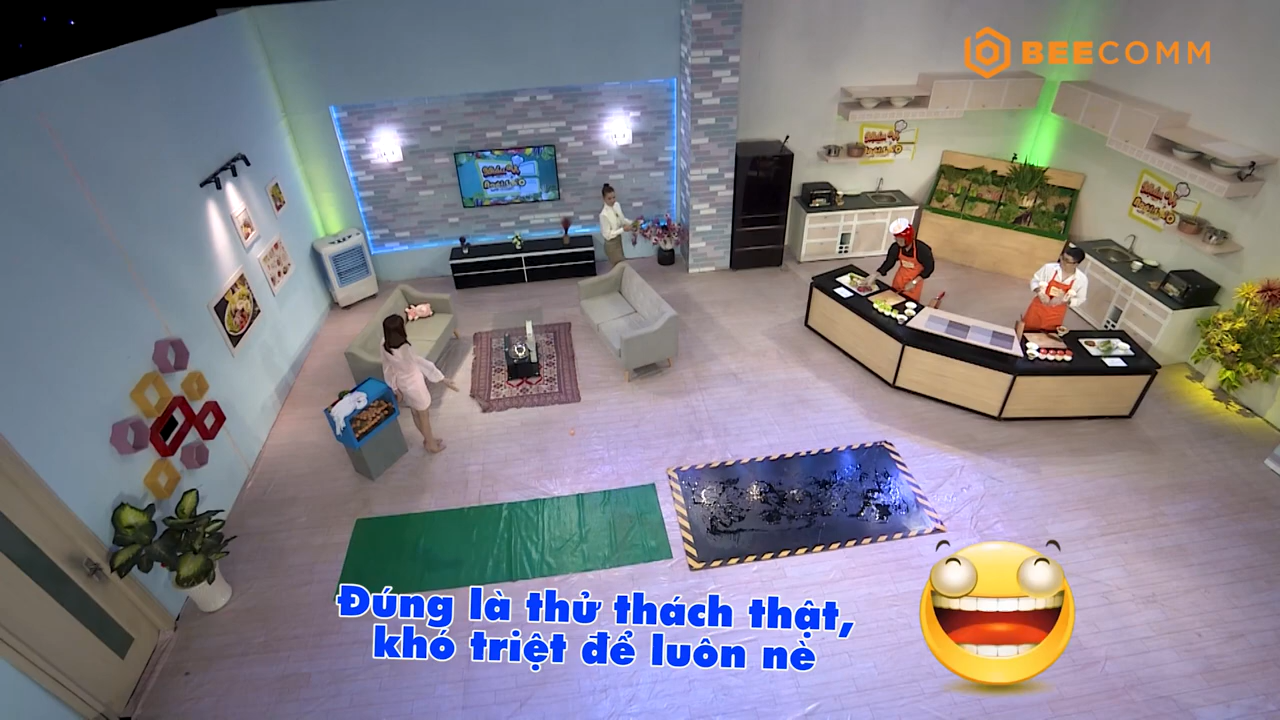 BEECOMM
Đúng là thử thách thật,
khó triệt để luôn nè